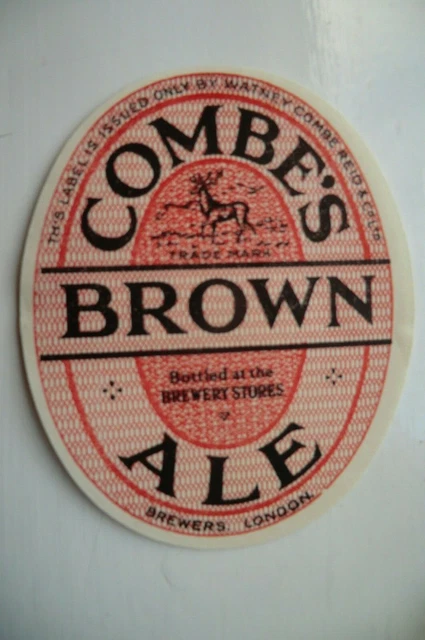 THIS LABEL IS ISSUED ONLY BY WATNEY COMBE REID & CO LTD
COMBE'S
TRADE MARK
BROWN
Bottled at the
BREWERY STORES
ALE
BREWERS. LONDON.